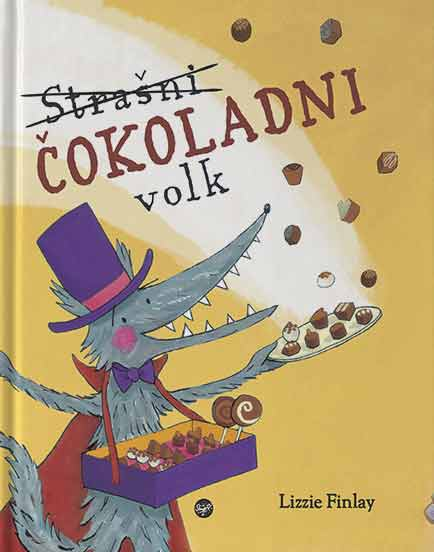 Strašni
ČOKOLADNI
volk
Lizzie Finlay